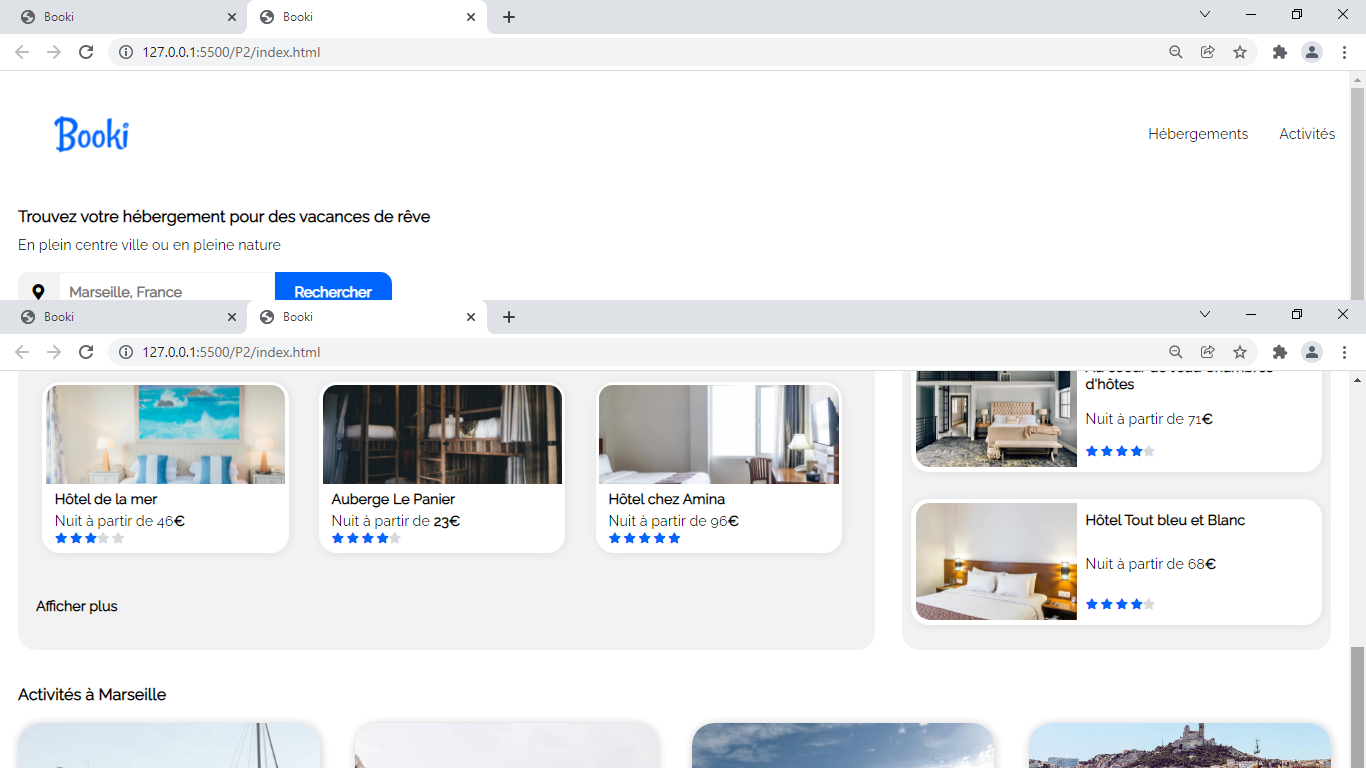 Booki
Booki
127.0.0.1:5500/P2/index.html
Booki
Hébergements
Activités
Trouvez votre hébergement pour des vacances de rêve
En plein centre ville ou en pleine nature
Marseille, France
Rechercher
Booki
Booki
127.0.0.1:5500/P2/index.html
Hôtel de la mer
Nuit à partir de 46€
Auberge Le Panier
Nuit à partir de 23€
Hôtel chez Amina
Nuit à partir de 96€
Afficher plus
d'hôtes
Nuit à partir de 71€
Hôtel Tout bleu et Blanc
Nuit à partir de 68€
Activités à Marseille